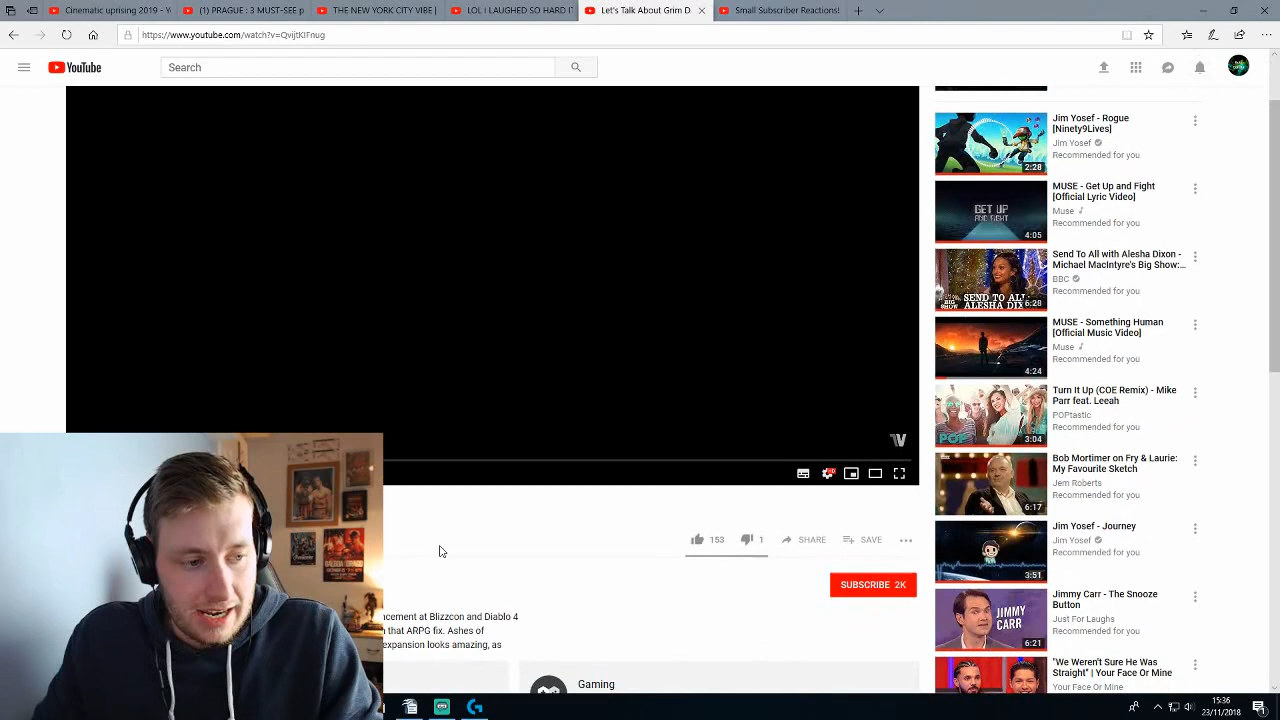 Cinematic uprising 2019 - Y
(1) PRAGUE : 3 MUST-SEE p
THE NEW YORK CITY VIBE |
LOL LAUGHED SO HARD I
Let's Talk About Grim D
Small Subscriber Reactions!
https://www.youtube.com/watch?v=QvijtKIFnug
YouTube
Search
Jim Yosef - Rogue
[Ninety9Lives]
Jim Yosef
Recommended for you
2:28
MUSE - Get Up and Fight
[Official Lyric Video]
Muse
Recommended for you
GET UP
AND FIGHT
4:05
Send To All with Alesha Dixon -
Michael MacIntyre's Big Show:...
BBC
Recommended for you
SEND TO ALL
ALESHA DIX
6:28
MUSE - Something Human
[Official Music Video]
Muse
Recommended for you
4:24
Turn It Up (COE Remix) - Mike
Parr feat. Leeah
POPtastic
Recommended for you
POP
3:04
Bob Mortimer on Fry & Laurie:
My Favourite Sketch
Jem Roberts
Recommended for you
6:17
HD
153
1
SHARE
SAVE
Jim Yosef - Journey
Jim Yosef
Recommended for you
3:51
SUBSCRIBE 2K
Jimmy Carr - The Snooze
Button
Just For Laughs
Recommended for you
JIMMY
CARR
6:21
ncement at Blizzcon and Diablo 4
that ARPG fix. Ashes of
expansion looks amazing, as
Gaming
"We Weren't Sure He Was
Straight" | Your Face Or Mine
Your Face Or Mine
15:36
23/11/2018